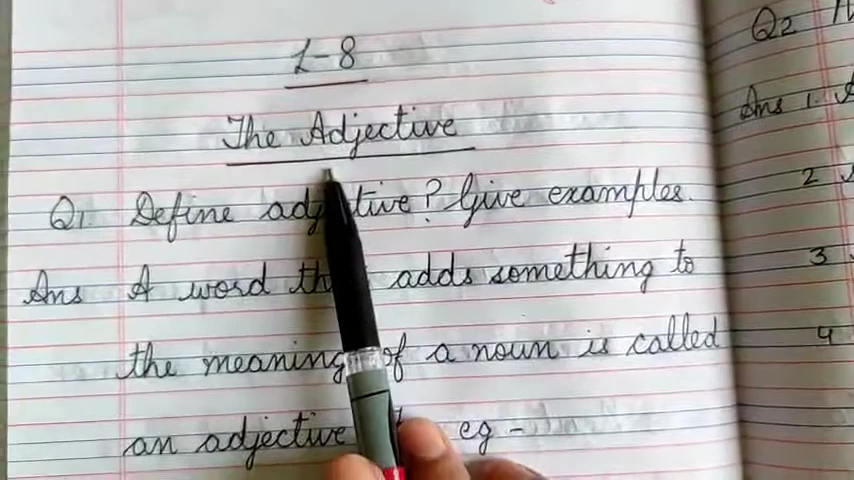 L-8
The Adjective
Q1. Define adjective? Give examples.
Ans A word that adds something to
the meaning of a noun is called
an adjective eg -
Q2
Ans 1.
2
3
4